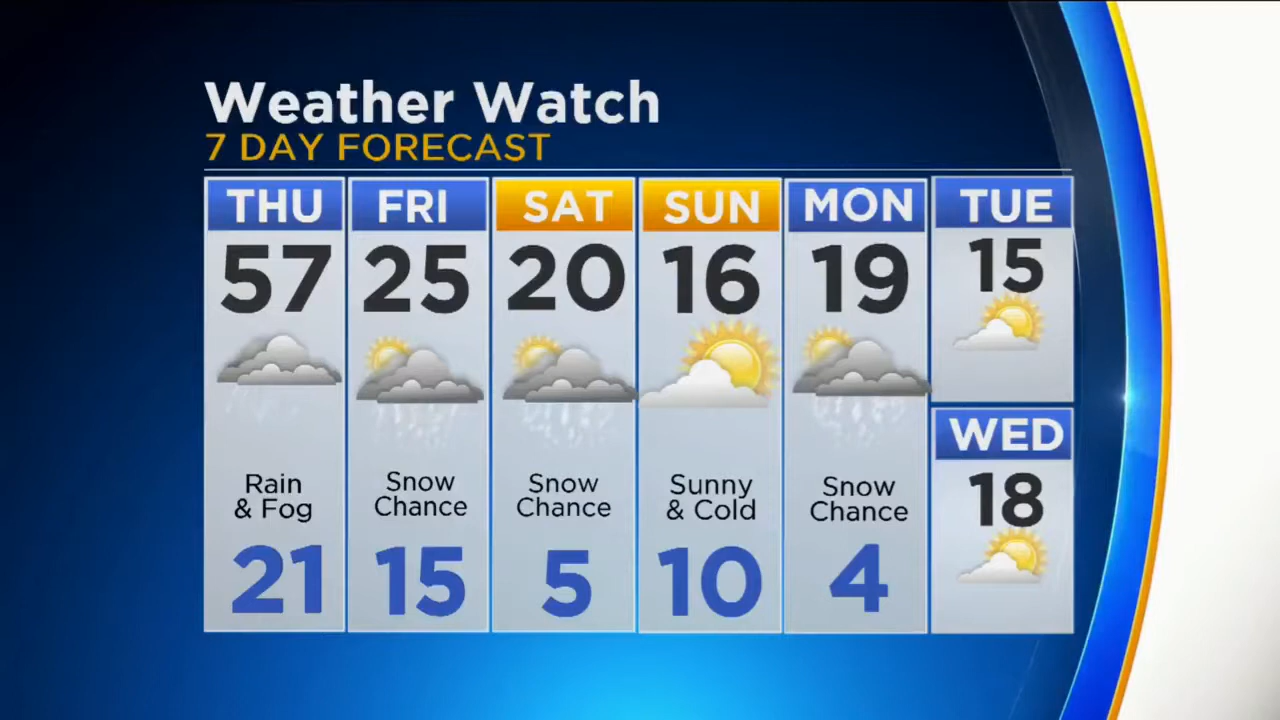 Weather Watch
7 DAY FORECAST
THU
57
Rain
& Fog
21
FRI
25
Snow
Chance
15
SAT
20
Snow
Chance
5
SUN
16
Sunny
& Cold
10
MON
19
Snow
Chance
4
TUE
15
WED
18